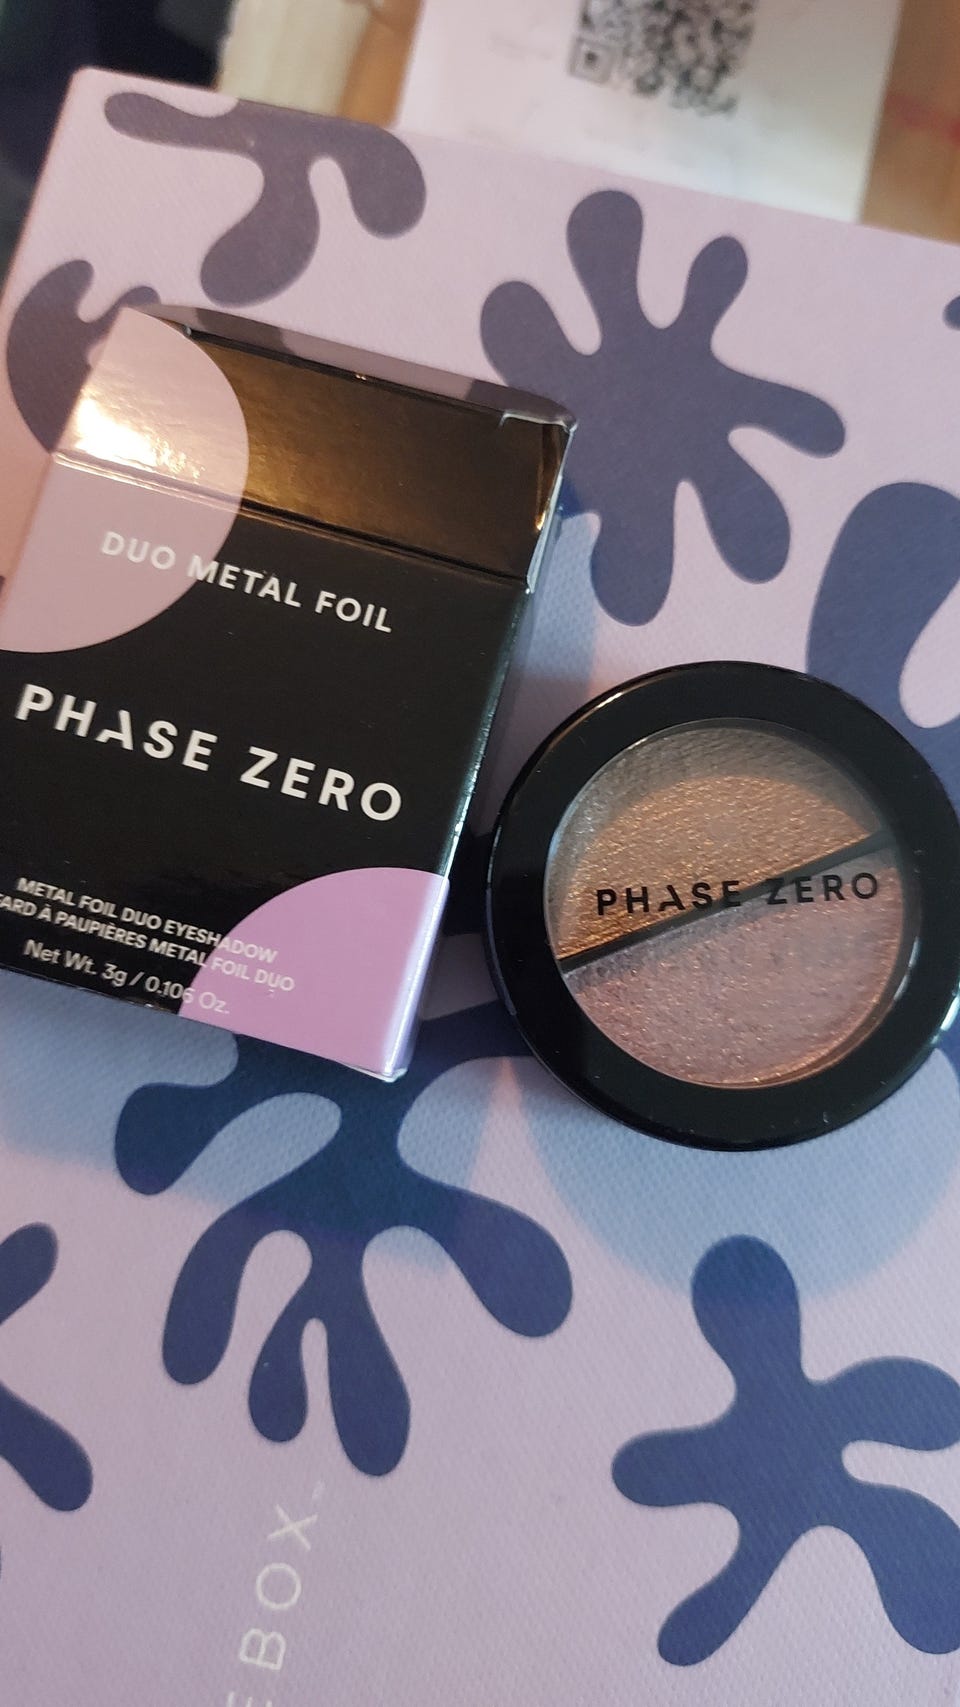 DUO METAL FOIL
PHASE ZERO
METAL FOIL DUO EYESHADOW
FARD À PAUPIÈRES METAL FOIL DUO
Net Wt. 3g / 0.106 Oz.
PHASE ZERO
EBOX